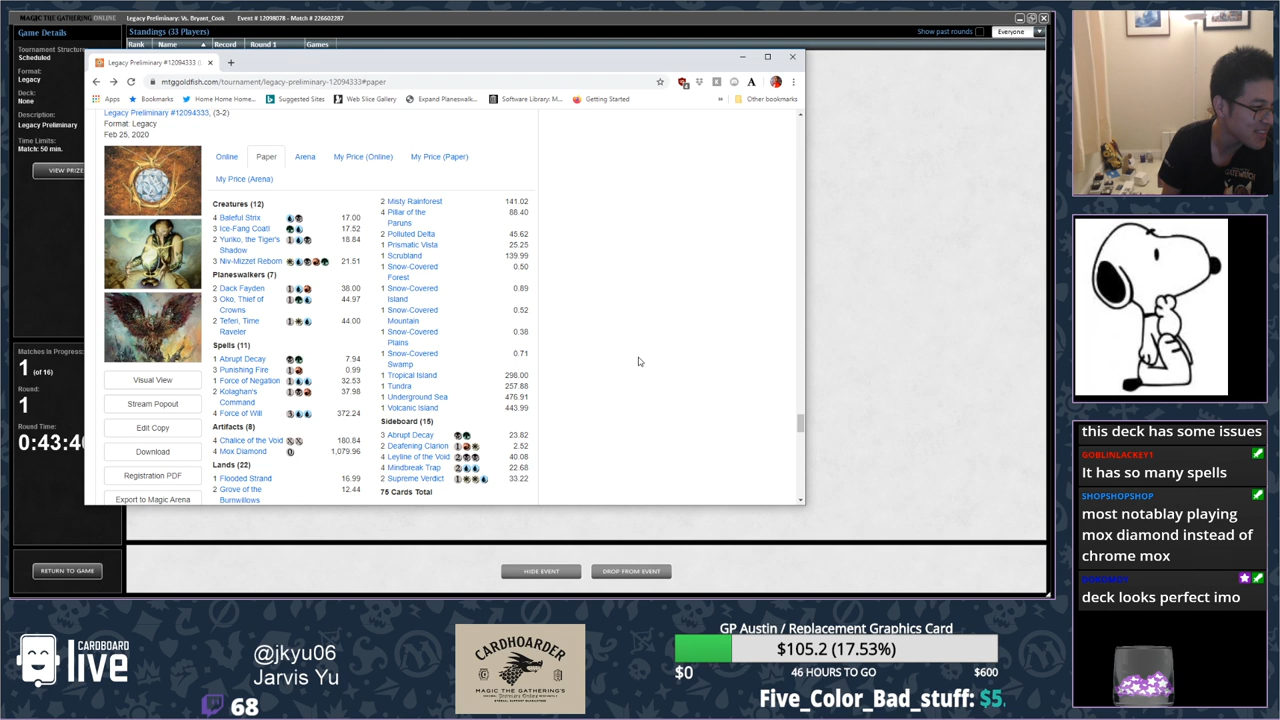 MAGIC THE GATHERING ONLINE
Legacy Preliminary: Vs. Bryant_Cook
Event # 12098078 - Match # 226602287
Game Details
Tournament Structure:
Scheduled
Format:
Legacy
Deck:
None
Description:
Legacy Preliminary
Time Limits:
Match: 50 min.
VIEW PRIZE
Matches in Progress:
1 (of 16)
Round:
1
Round Time:
RETURN TO GAME
Standings (33 Players)
Show past rounds
Everyone
Rank Name Record Round 1 Games
Legacy Preliminary #12094333 (
mtggoldfish.com/tournament/legacy-preliminary-12094333#paper
Apps Bookmarks Home Home Home... Suggested Sites Web Slice Gallery Expand Planeswalk... Software Library: M... Getting Started » Other bookmarks
Legacy Preliminary #12094333, (3-2)
Format: Legacy
Feb 25, 2020
Online Paper Arena My Price (Online) My Price (Paper)
My Price (Arena)
Visual View
Stream Popout
Edit Copy
Download
Registration PDF
Export to Magic Arena
Creatures (12)
4 Baleful Strix 17.00
3 Ice-Fang Coatl 17.52
2 Yuriko, the Tiger's 1 18.84
Shadow
3 Niv-Mizzet Reborn 21.51
Planeswalkers (7)
2 Dack Fayden 1 38.00
3 Oko, Thief of 1 44.97
Crowns
2 Teferi, Time 1 44.00
Raveler
Spells (11)
1 Abrupt Decay 7.94
3 Punishing Fire 1 0.99
1 Force of Negation 1 32.53
2 Kolaghan's 1 37.98
Command
4 Force of Will 3 372.24
Artifacts (8)
4 Chalice of the Void X X 180.84
4 Mox Diamond 0 1,079.96
Lands (22)
1 Flooded Strand 16.99
2 Grove of the 12.44
Burnwillows
2 Misty Rainforest 141.02
4 Pillar of the 88.40
Paruns
2 Polluted Delta 45.62
1 Prismatic Vista 25.25
1 Scrubland 139.99
1 Snow-Covered 0.50
Forest
1 Snow-Covered 0.89
Island
1 Snow-Covered 0.52
Mountain
1 Snow-Covered 0.38
Plains
1 Snow-Covered 0.71
Swamp
1 Tropical Island 298.00
1 Tundra 257.88
1 Underground Sea 476.91
1 Volcanic Island 443.99
Sideboard (15)
3 Abrupt Decay 23.82
2 Deafening Clarion 1 2.52
4 Leyline of the Void 2 40.08
4 Mindbreak Trap 2 22.68
2 Supreme Verdict 1 33.22
75 Cards Total
HIDE EVENT
DROP FROM EVENT
this deck has some issues
GOBLINLACKEY1
It has so many spells
SHOPSHOPSHOP
most notablay playing
mox diamond instead of
chrome mox
deck looks perfect imo
CARDBOARD
live
@jkyu06
Jarvis Yu
68
CARDHOARDER
MAGIC THE GATHERING'S
GP Austin / Replacement Graphics Card
$105.2 (17.53%)
$0 46 HOURS TO GO $600
Five_Color_Bad_stuff: $5